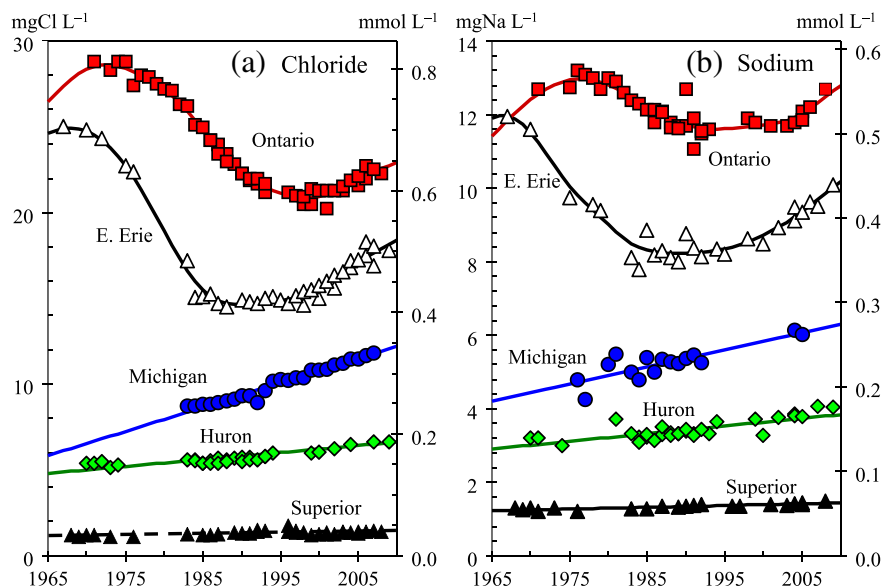 mgCl L⁻¹ mmol L⁻¹ mgNa L⁻¹ mmol L⁻¹
30 14 0.6
(a) Chloride (b) Sodium
0.8
12
Ontario Ontario
0.5
E. Erie
10
0.6
20
E. Erie
0.4
8
0.4
0.3
6
Michigan Michigan
10
0.2
4
0.2
Huron Huron
0.1
2
Superior Superior
0 0.0 0 0.0
1965 1975 1985 1995 2005 1965 1975 1985 1995 2005